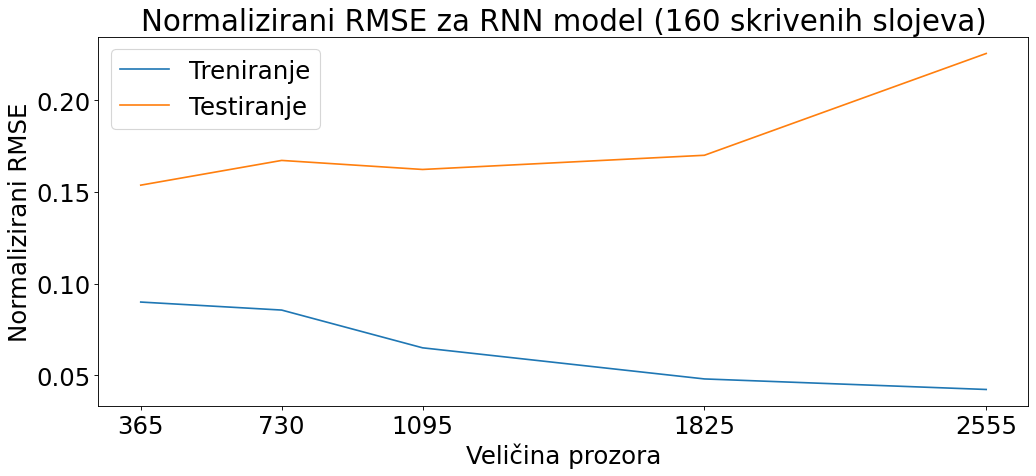 Normalizirani RMSE za RNN model (160 skrivenih slojeva)
Treniranje
Testiranje
Normalizirani RMSE
0.20
0.15
0.10
0.05
365 730 1095 1825 2555
Veličina prozora